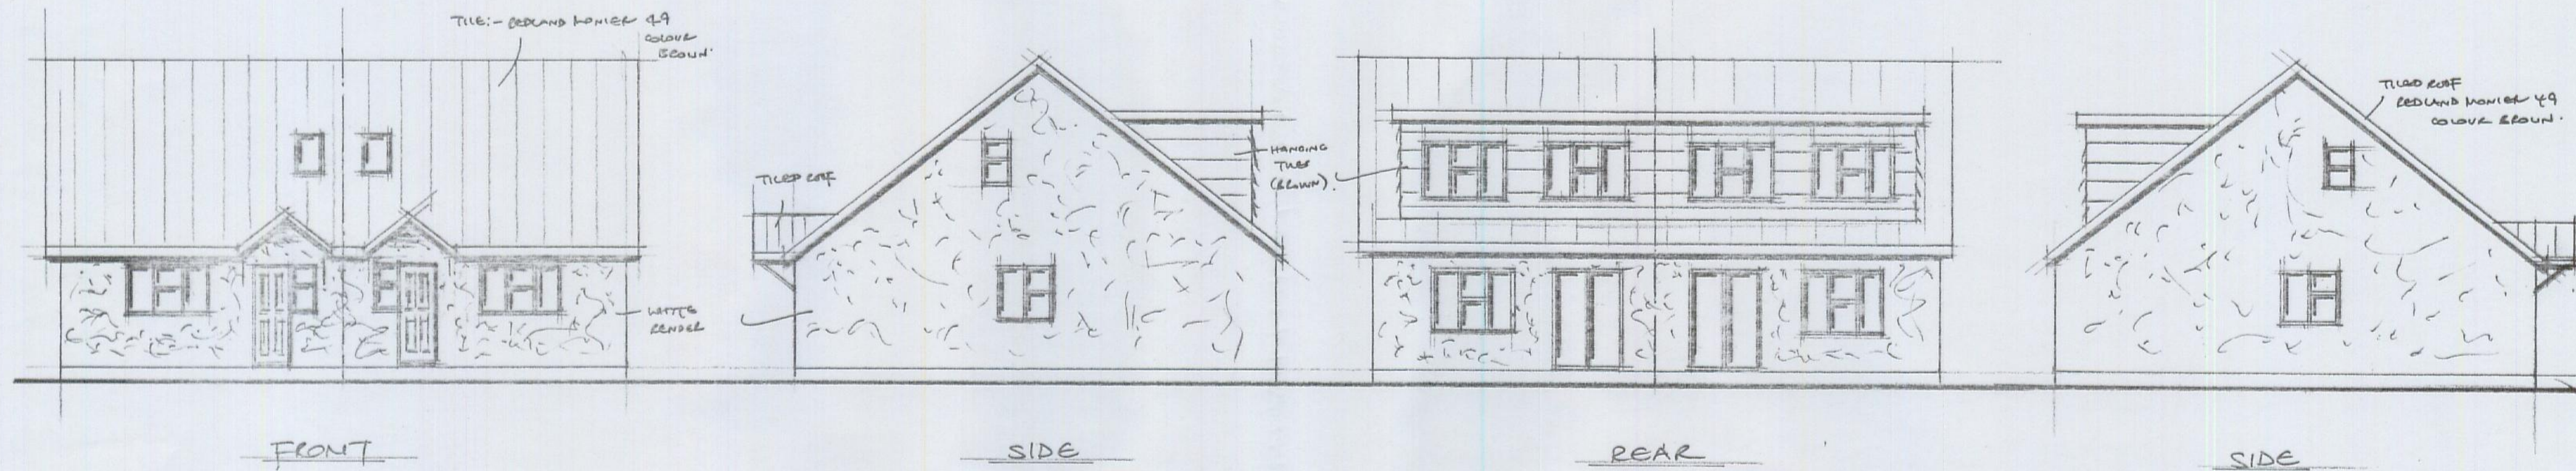 TILE:- REDLAND MONIER 49
COLOUR
BROWN.
WHITE
RENDER
FRONT
TILED ROOF
HANGING
TILES
(BROWN).
SIDE
REAR
TILED ROOF
REDLAND MONIER 49
COLOUR BROWN.
SIDE